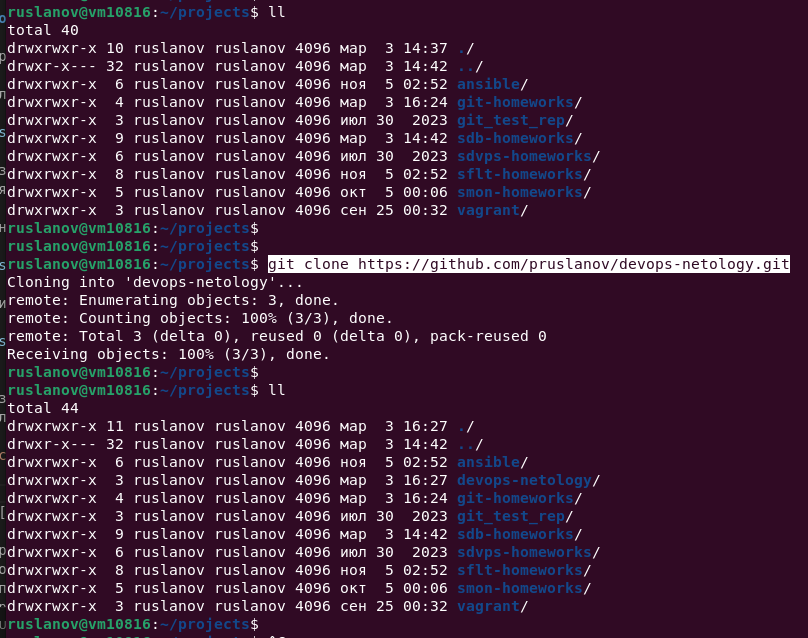 ruslanov@vm10816:~/projects$ ll
total 40
drwxrwxr-x 10 ruslanov ruslanov 4096 мар  3 14:37 ./
drwxr-x--- 32 ruslanov ruslanov 4096 мар  3 14:42 ../
drwxrwxr-x  6 ruslanov ruslanov 4096 ноя  5 02:52 ansible/
drwxrwxr-x  4 ruslanov ruslanov 4096 мар  3 16:24 git-homeworks/
drwxrwxr-x  3 ruslanov ruslanov 4096 июл 30  2023 git_test_rep/
drwxrwxr-x  9 ruslanov ruslanov 4096 мар  3 14:42 sdb-homeworks/
drwxrwxr-x  6 ruslanov ruslanov 4096 июл 30  2023 sdvps-homeworks/
drwxrwxr-x  8 ruslanov ruslanov 4096 ноя  5 02:52 sflt-homeworks/
drwxrwxr-x  5 ruslanov ruslanov 4096 окт  5 00:06 smon-homeworks/
drwxrwxr-x  3 ruslanov ruslanov 4096 сен 25 00:32 vagrant/
ruslanov@vm10816:~/projects$
ruslanov@vm10816:~/projects$
ruslanov@vm10816:~/projects$ git clone https://github.com/pruslanov/devops-netology.git
Cloning into 'devops-netology'...
remote: Enumerating objects: 3, done.
remote: Counting objects: 100% (3/3), done.
remote: Total 3 (delta 0), reused 0 (delta 0), pack-reused 0
Receiving objects: 100% (3/3), done.
ruslanov@vm10816:~/projects$
ruslanov@vm10816:~/projects$ ll
total 44
drwxrwxr-x 11 ruslanov ruslanov 4096 мар  3 16:27 ./
drwxr-x--- 32 ruslanov ruslanov 4096 мар  3 14:42 ../
drwxrwxr-x  6 ruslanov ruslanov 4096 ноя  5 02:52 ansible/
drwxrwxr-x  3 ruslanov ruslanov 4096 мар  3 16:27 devops-netology/
drwxrwxr-x  4 ruslanov ruslanov 4096 мар  3 16:24 git-homeworks/
drwxrwxr-x  3 ruslanov ruslanov 4096 июл 30  2023 git_test_rep/
drwxrwxr-x  9 ruslanov ruslanov 4096 мар  3 14:42 sdb-homeworks/
drwxrwxr-x  6 ruslanov ruslanov 4096 июл 30  2023 sdvps-homeworks/
drwxrwxr-x  8 ruslanov ruslanov 4096 ноя  5 02:52 sflt-homeworks/
drwxrwxr-x  5 ruslanov ruslanov 4096 окт  5 00:06 smon-homeworks/
drwxrwxr-x  3 ruslanov ruslanov 4096 сен 25 00:32 vagrant/
ruslanov@vm10816:~/projects$